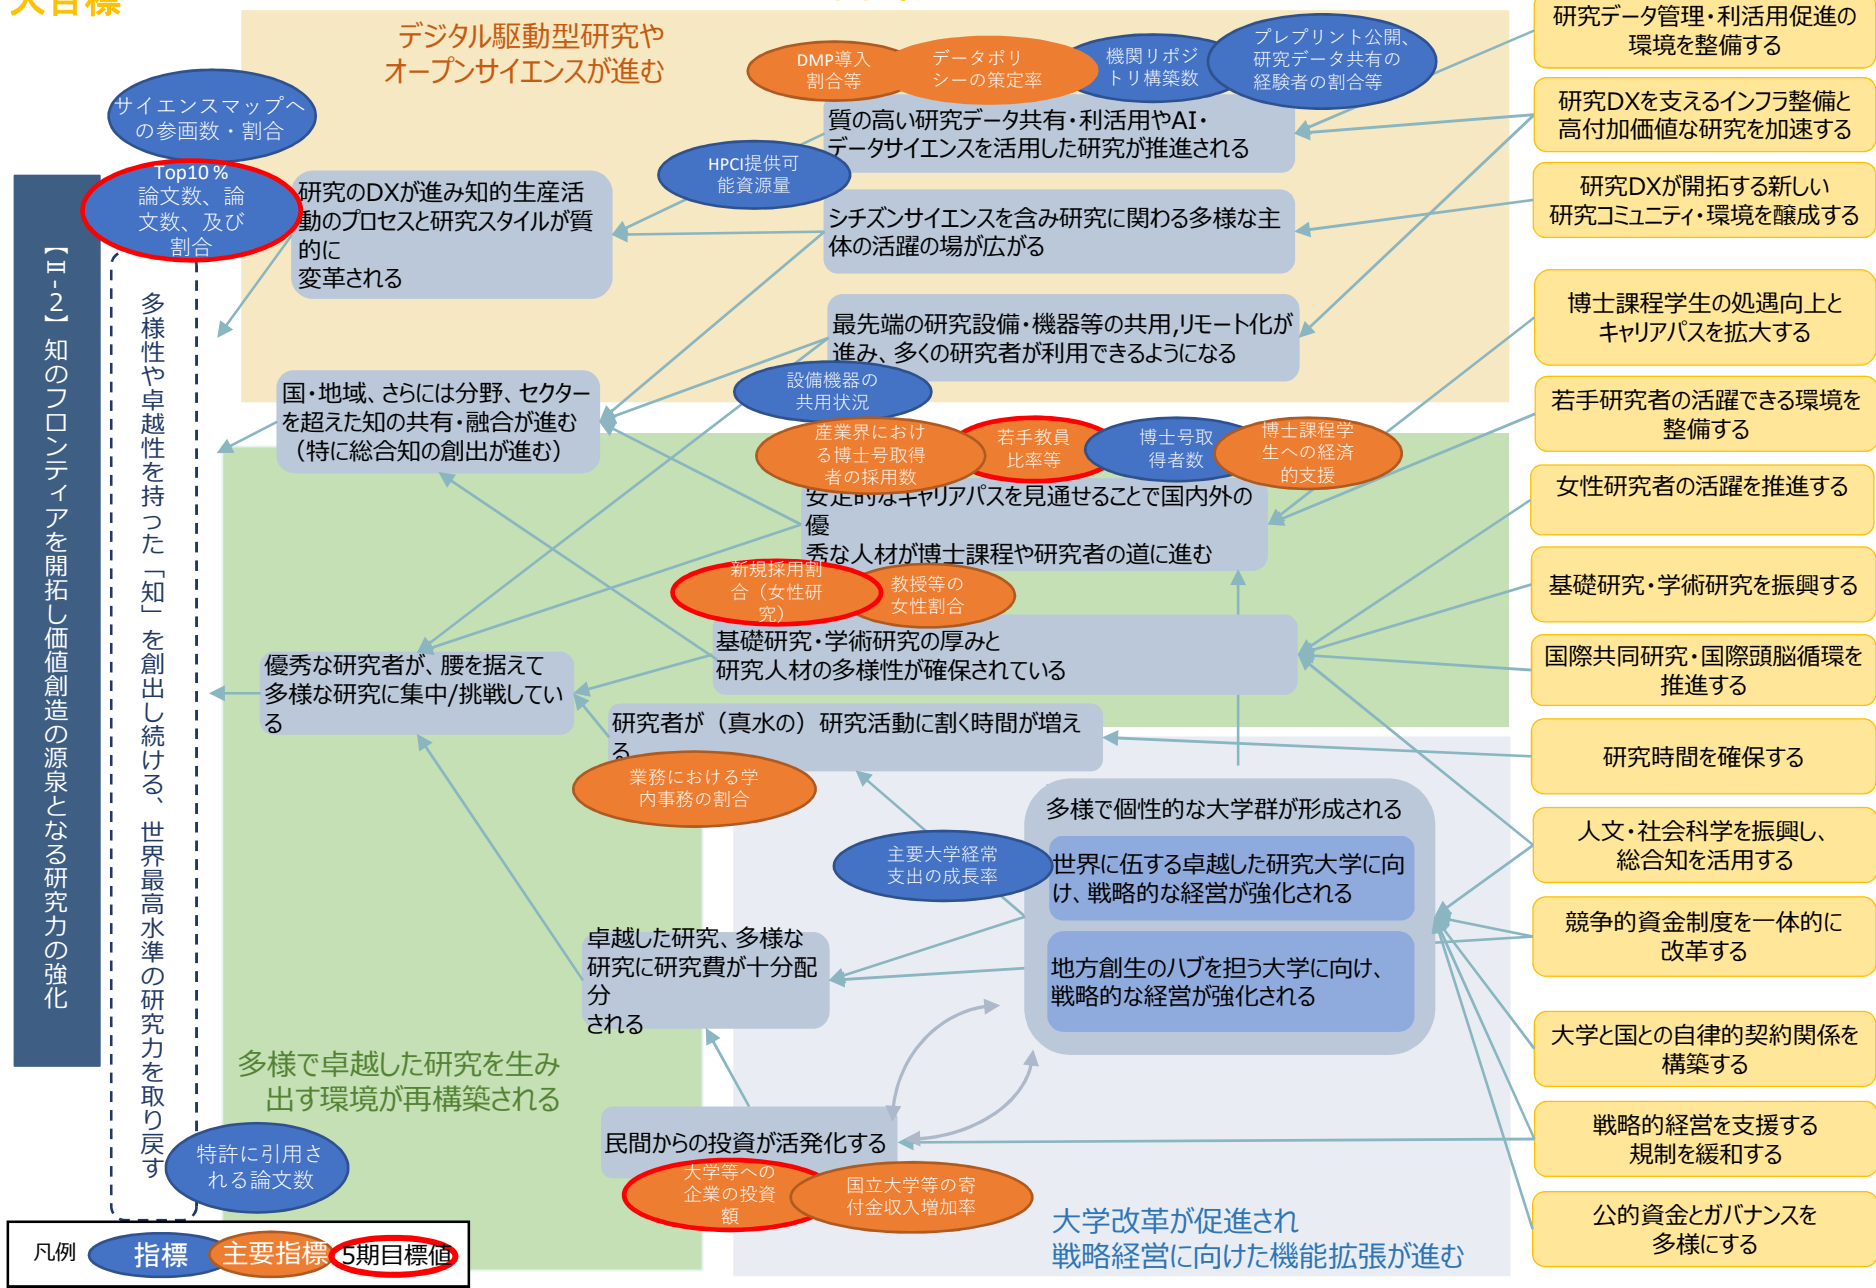 大目標
デジタル駆動型研究や
オープンサイエンスが進む
サイエンスマップへ
の参画数・割合
Top10%
論文数、論
文数、及び
割合
【Ⅱ-2】知のフロンティアを開拓し価値創造の源泉となる研究力の強化
多様性や卓越性を持った「知」を創出し続ける、世界最高水準の研究力を取り戻す
研究のDXが進み知的生産活
動のプロセスと研究スタイルが質
的に
変革される
国・地域、さらには分野、セクター
を超えた知の共有・融合が進む
（特に総合知の創出が進む）
優秀な研究者が、腰を据えて
多様な研究に集中/挑戦してい
る
DMP導入
割合等
データポリ
シーの策定率
機関リポジ
トリ構築数
プレプリント公開、
研究データ共有の
経験者の割合等
質の高い研究データ共有・利活用やAI・
データサイエンスを活用した研究が推進される
HPCI提供可
能資源量
シチズンサイエンスを含み研究に関わる多様な主
体の活躍の場が広がる
最先端の研究設備・機器等の共用,リモート化が
進み、多くの研究者が利用できるようになる
設備機器の
共用状況
産業界におけ
る博士号取得
者の採用数
若手教員
比率等
博士号取
得者数
博士課程学
生への経済
的支援
安定的なキャリアパスを見通せることで国内外の
優
秀な人材が博士課程や研究者の道に進む
新規採用割
合（女性研
究）
教授等の
女性割合
基礎研究・学術研究の厚みと
研究人材の多様性が確保されている
研究者が（真水の）研究活動に割く時間が増え
る
業務における学
内事務の割合
多様で個性的な大学群が形成される
主要大学経常
支出の成長率
世界に伍する卓越した研究大学に向
け、戦略的な経営が強化される
地方創生のハブを担う大学に向け、
戦略的な経営が強化される
卓越した研究、多様な
研究に研究費が十分配
分
される
多様で卓越した研究を生み
出す環境が再構築される
民間からの投資が活発化する
大学等への
企業の投資
額
国立大学等の寄
付金収入増加率
特許に引用さ
れる論文数
大学改革が促進され
戦略経営に向けた機能拡張が進む
研究データ管理・利活用促進の
環境を整備する
研究DXを支えるインフラ整備と
高付加価値な研究を加速する
研究DXが開拓する新しい
研究コミュニティ・環境を醸成する
博士課程学生の処遇向上と
キャリアパスを拡大する
若手研究者の活躍できる環境を
整備する
女性研究者の活躍を推進する
基礎研究・学術研究を振興する
国際共同研究・国際頭脳循環を
推進する
研究時間を確保する
人文・社会科学を振興し、
総合知を活用する
競争的資金制度を一体的に
改革する
大学と国との自律的契約関係を
構築する
戦略的経営を支援する
規制を緩和する
公的資金とガバナンスを
多様にする
凡例
指標
主要指標
5期目標値